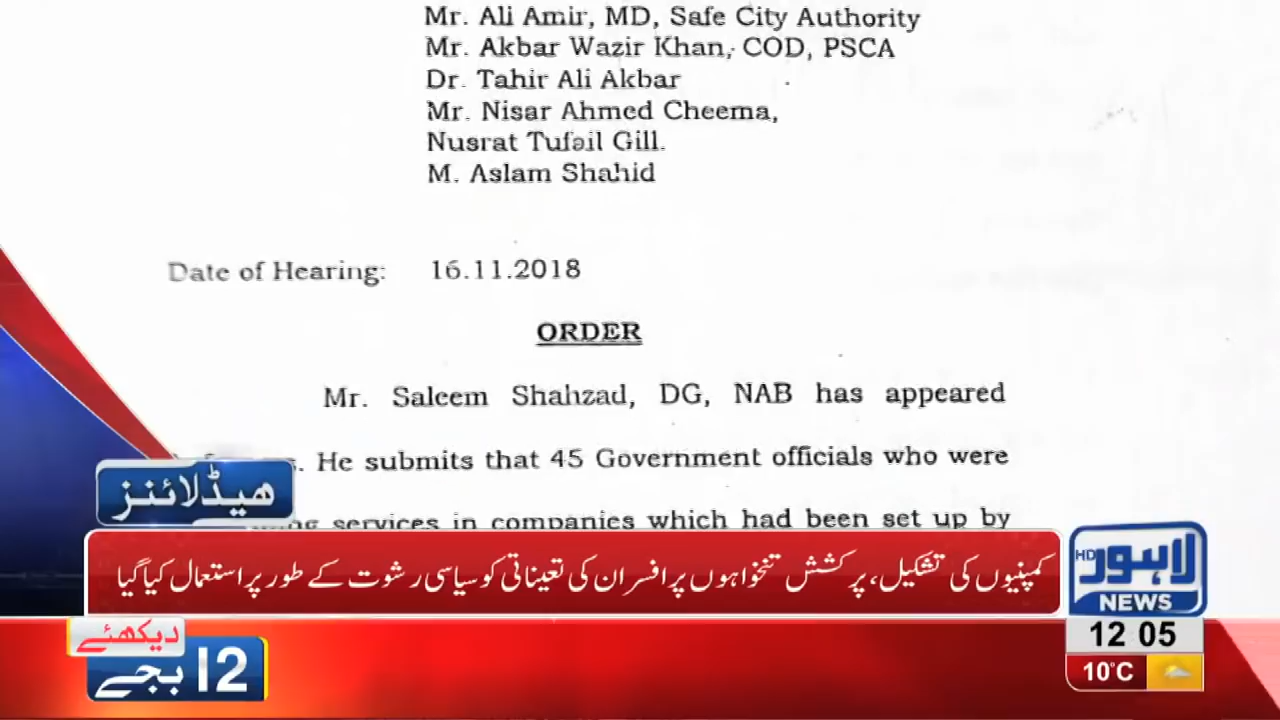 Mr. Ali Amir, MD, Safe City Authority
Mr. Akbar Wazir Khan, COD, PSCA
Dr. Tahir Ali Akbar
Mr. Nisar Ahmed Cheema,
Nusrat Tufail Gill.
M. Aslam Shahid
Date of Hearing: 16.11.2018
ORDER
Mr. Saleem Shahzad, DG, NAB has appeared
He submits that 45 Government officials who were
services in companies which had been set up by
ھیڈلائنز
کمپنیوں کی تشکیل، پرکشش تنخواہوں پر افسران کی تعیناتی کو سیاسی رشوت کے طور پر استعمال کیا گیا
لاہور HD
NEWS
12 05
10°C
دیکھئے
12 بجے